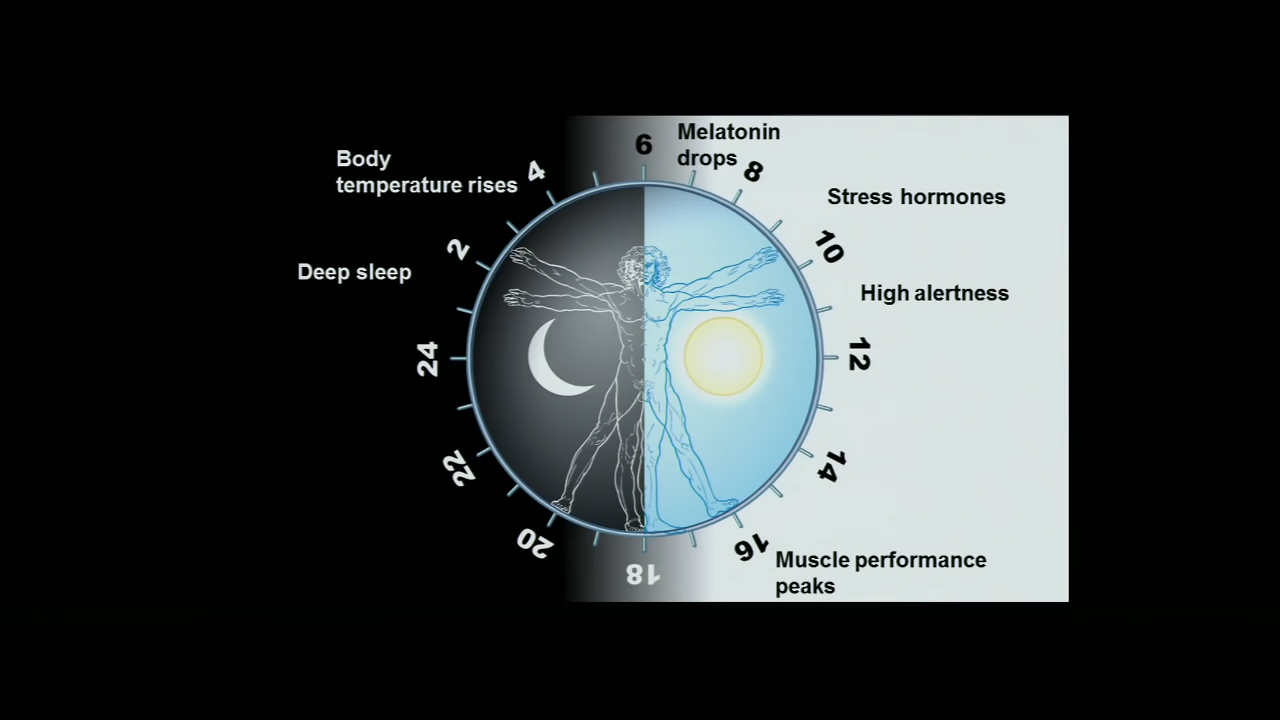 6
Melatonin
drops
8
Body
temperature rises
4
Stress hormones
2
10
Deep sleep
High alertness
24
12
22
14
20
16
Muscle performance
peaks
18